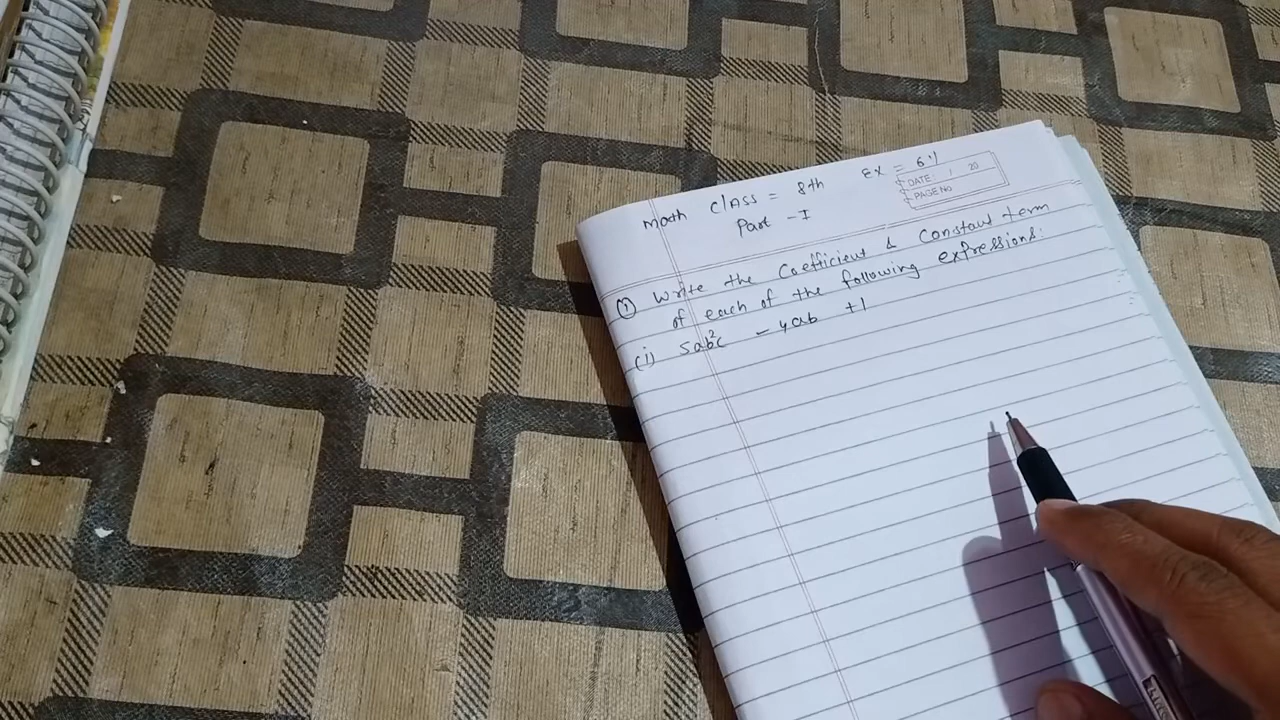 Math Class = 8th ex = 6.1
Part - I
DATE: / 20
PAGE NO
① Write the Coefficient & Constant term
of each of the following expressions:
(i) 5ab²c - 4ab +1